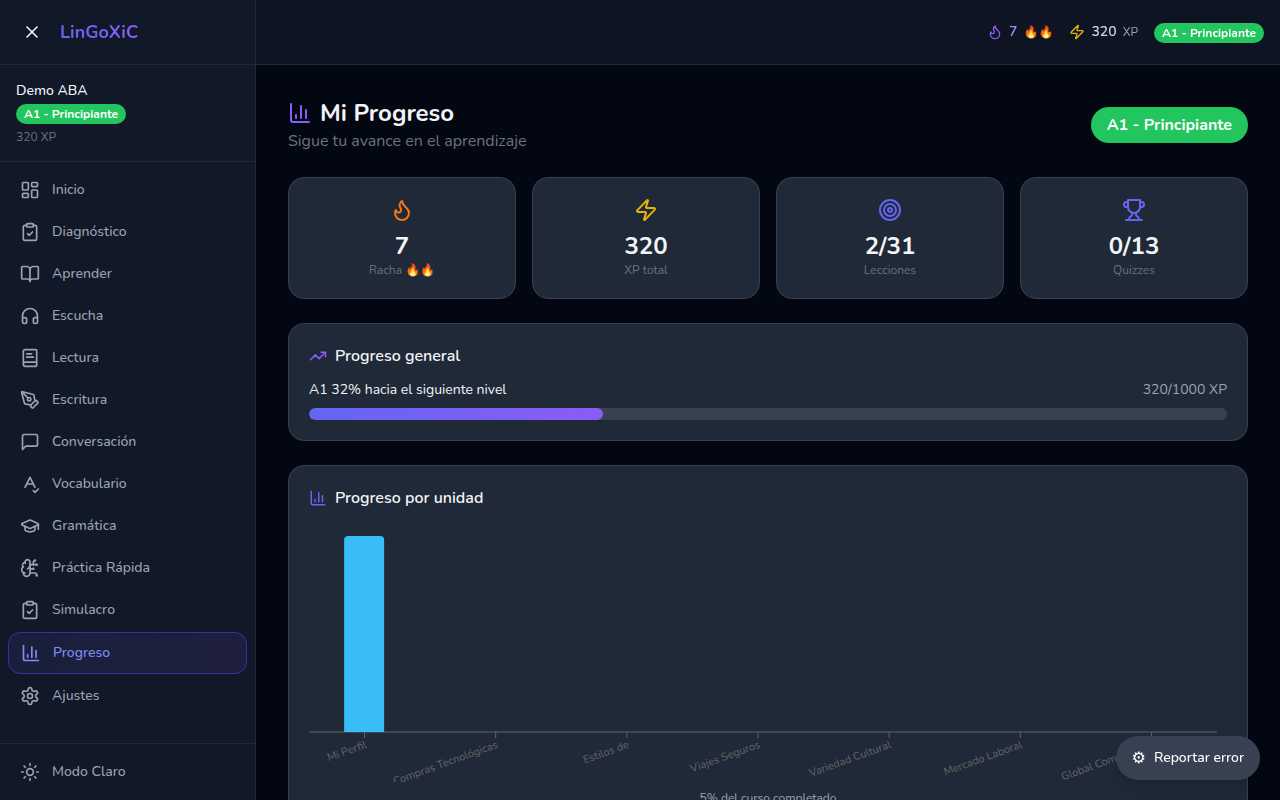 LinGoXiC
7 🔥🔥 320 XP A1 - Principiante
Demo ABA
A1 - Principiante
320 XP
Inicio
Diagnóstico
Aprender
Escucha
Lectura
Escritura
Conversación
Vocabulario
Gramática
Práctica Rápida
Simulacro
Progreso
Ajustes
Modo Claro
Mi Progreso
Sigue tu avance en el aprendizaje
A1 - Principiante
7
Racha 🔥🔥
320
XP total
2/31
Lecciones
0/13
Quizzes
Progreso general
A1 32% hacia el siguiente nivel
320/1000 XP
Progreso por unidad
Mi Perfil
Compras Tecnológicas
Estilos de
Viajes Seguros
Variedad Cultural
Mercado Laboral
Global
5% del curso completado
Reportar error